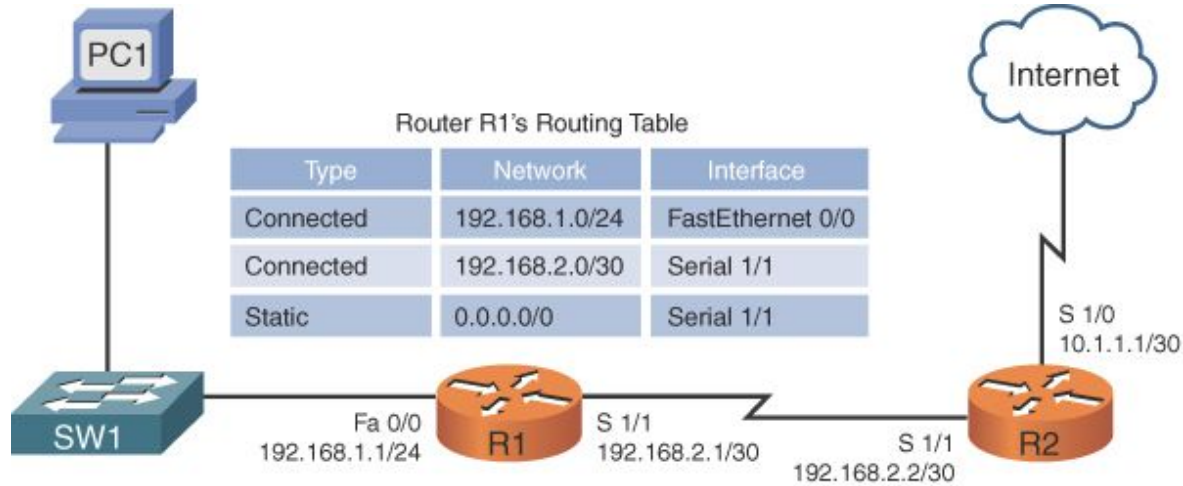 PC1
Internet
Router R1's Routing Table
Type Network Interface
Connected 192.168.1.0/24 FastEthernet 0/0
Connected 192.168.2.0/30 Serial 1/1
Static 0.0.0.0/0 Serial 1/1
S 1/0
10.1.1.1/30
SW1
Fa 0/0
192.168.1.1/24
R1
S 1/1
192.168.2.1/30
S 1/1
192.168.2.2/30
R2